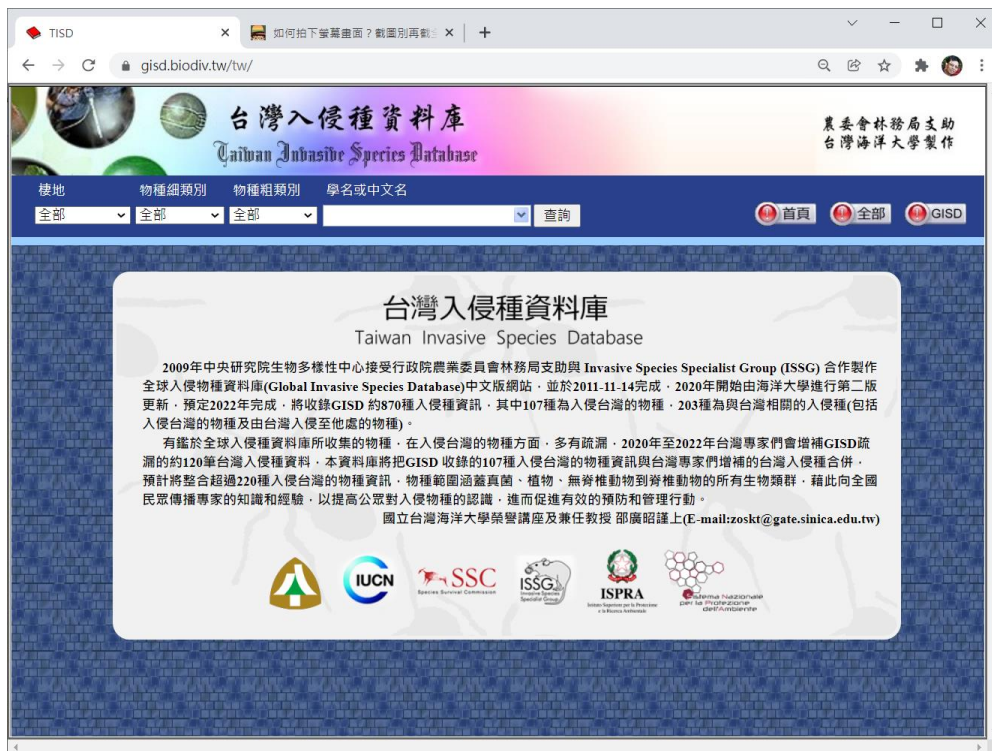 TISD
如何拍下螢幕畫面？截圖別再截
gisd.biodiv.tw/tw/
台灣入侵種資料庫
Taiwan Invasive Species Database
農委會林務局支助
台灣海洋大學製作
棲地 物種細類別 物種粗類別 學名或中文名
全部 全部 全部 查詢 首頁 全部 GISD
台灣入侵種資料庫
Taiwan Invasive Species Database
2009年中央研究院生物多樣性中心接受行政院農業委員會林務局支助與 Invasive Species Specialist Group (ISSG) 合作製作
全球入侵物種資料庫(Global Invasive Species Database)中文版網站，並於2011-11-14完成，2020年開始由海洋大學進行第二版
更新，預定2022年完成，將收錄GISD 約870種入侵種資訊，其中107種為入侵台灣的物種，203種為與台灣相關的入侵種(包括
入侵台灣的物種及由台灣入侵至他處的物種)。
有鑑於全球入侵種資料庫所收集的物種，在入侵台灣的物種方面，多有疏漏，2020年至2022年台灣專家們會增補GISD疏
漏的約120筆台灣入侵種資料，本資料庫將把GISD 收錄的107種入侵台灣的物種資訊與台灣專家們增補的台灣入侵種合併，
預計將整合超過220種入侵台灣的物種資訊，物種範圍涵蓋真菌、植物、無脊椎動物到脊椎動物的所有生物類群，藉此向全國
民眾傳播專家的知識和經驗，以提高公眾對入侵物種的認識，進而促進有效的預防和管理行動。
國立台灣海洋大學榮譽講座及兼任教授 邵廣昭謹上(E-mail:zoskt@gate.sinica.edu.tw)
IUCN
SSC
Species Survival Commission
ISSG
Invasive Species
Specialist Group
ISPRA
Istituto Superiore per la Protezione
e la Ricerca Ambientale
Sistema Nazionale
per la Protezione
dell'Ambiente